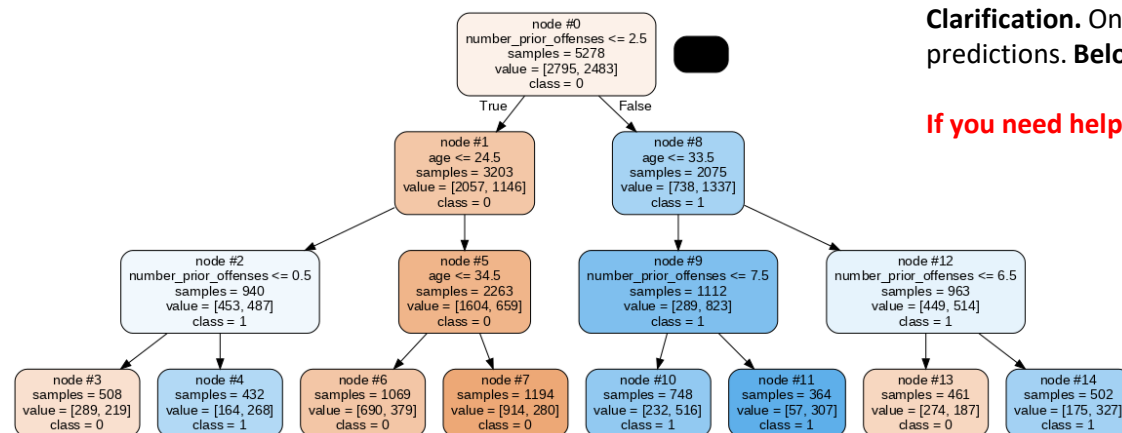 Clarification. On
predictions. Belo
If you need help
node #0
number_prior_offenses <= 2.5
samples = 5278
value = [2795, 2483]
class = 0
True
False
node #1
age <= 24.5
samples = 3203
value = [2057, 1146]
class = 0
node #8
age <= 33.5
samples = 2075
value = [738, 1337]
class = 1
node #2
number_prior_offenses <= 0.5
samples = 940
value = [453, 487]
class = 1
node #5
age <= 34.5
samples = 2263
value = [1604, 659]
class = 0
node #9
number_prior_offenses <= 7.5
samples = 1112
value = [289, 823]
class = 1
node #12
number_prior_offenses <= 6.5
samples = 963
value = [449, 514]
class = 1
node #3
samples = 508
value = [289, 219]
class = 0
node #4
samples = 432
value = [164, 268]
class = 1
node #6
samples = 1069
value = [690, 379]
class = 0
node #7
samples = 1194
value = [914, 280]
class = 0
node #10
samples = 748
value = [232, 516]
class = 1
node #11
samples = 364
value = [57, 307]
class = 1
node #13
samples = 461
value = [274, 187]
class = 0
node #14
samples = 502
value = [175, 327]
class = 1